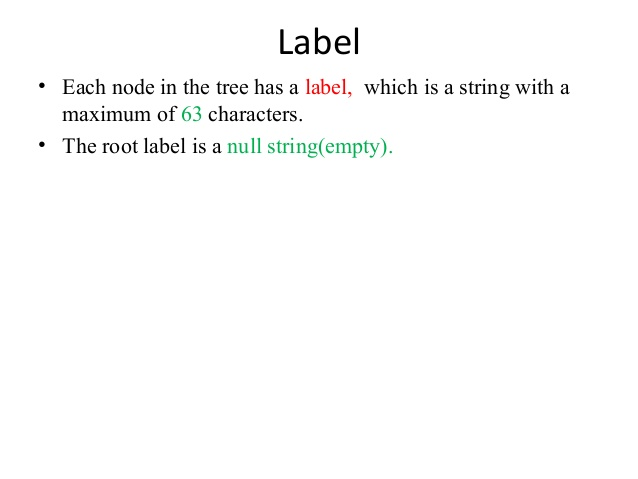 Label
• Each node in the tree has a label,  which is a string with a
maximum of 63 characters.
• The root label is a null string(empty).